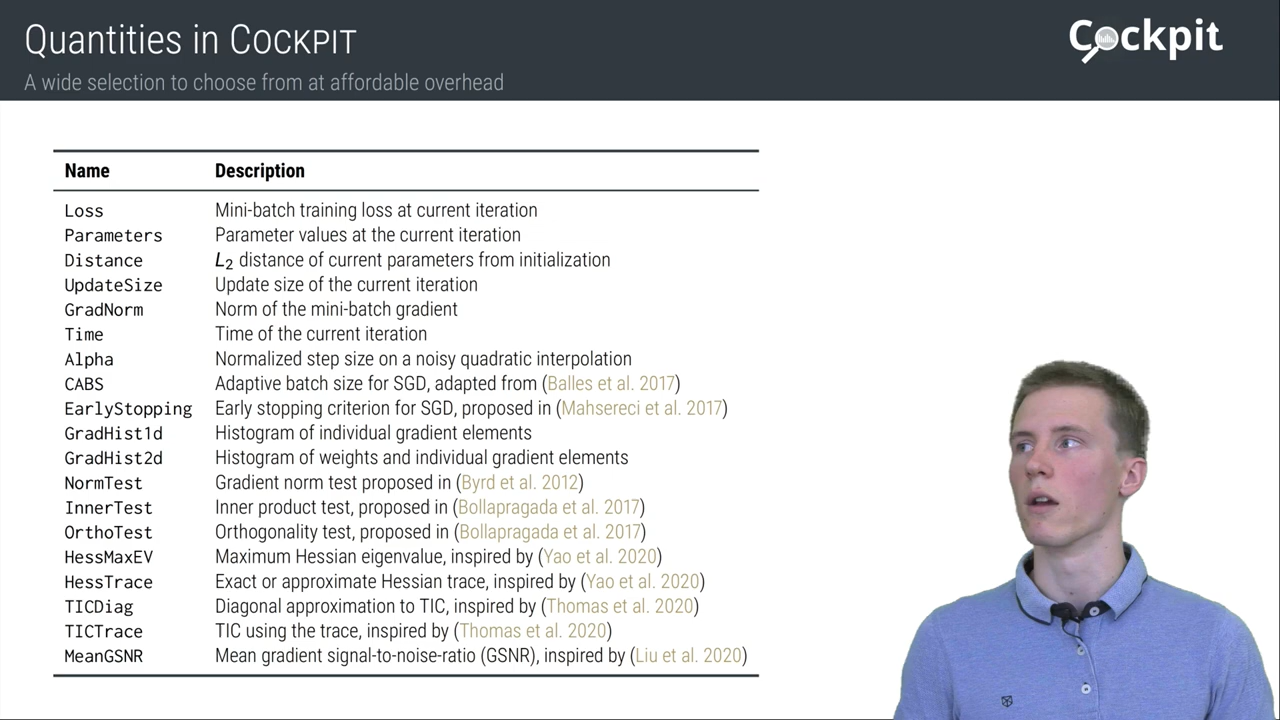 Quantities in COCKPIT
Cockpit
A wide selection to choose from at affordable overhead
Name Description
Loss Mini-batch training loss at current iteration
Parameters Parameter values at the current iteration
Distance L2 distance of current parameters from initialization
UpdateSize Update size of the current iteration
GradNorm Norm of the mini-batch gradient
Time Time of the current iteration
Alpha Normalized step size on a noisy quadratic interpolation
CABS Adaptive batch size for SGD, adapted from (Balles et al. 2017)
EarlyStopping Early stopping criterion for SGD, proposed in (Mahsereci et al. 2017)
GradHist1d Histogram of individual gradient elements
GradHist2d Histogram of weights and individual gradient elements
NormTest Gradient norm test proposed in (Byrd et al. 2012)
InnerTest Inner product test, proposed in (Bollapragada et al. 2017)
OrthoTest Orthogonality test, proposed in (Bollapragada et al. 2017)
HessMaxEV Maximum Hessian eigenvalue, inspired by (Yao et al. 2020)
HessTrace Exact or approximate Hessian trace, inspired by (Yao et al. 2020)
TICDiag Diagonal approximation to TIC, inspired by (Thomas et al. 2020)
TICTrace TIC using the trace, inspired by (Thomas et al. 2020)
MeanGSNR Mean gradient signal-to-noise-ratio (GSNR), inspired by (Liu et al. 2020)